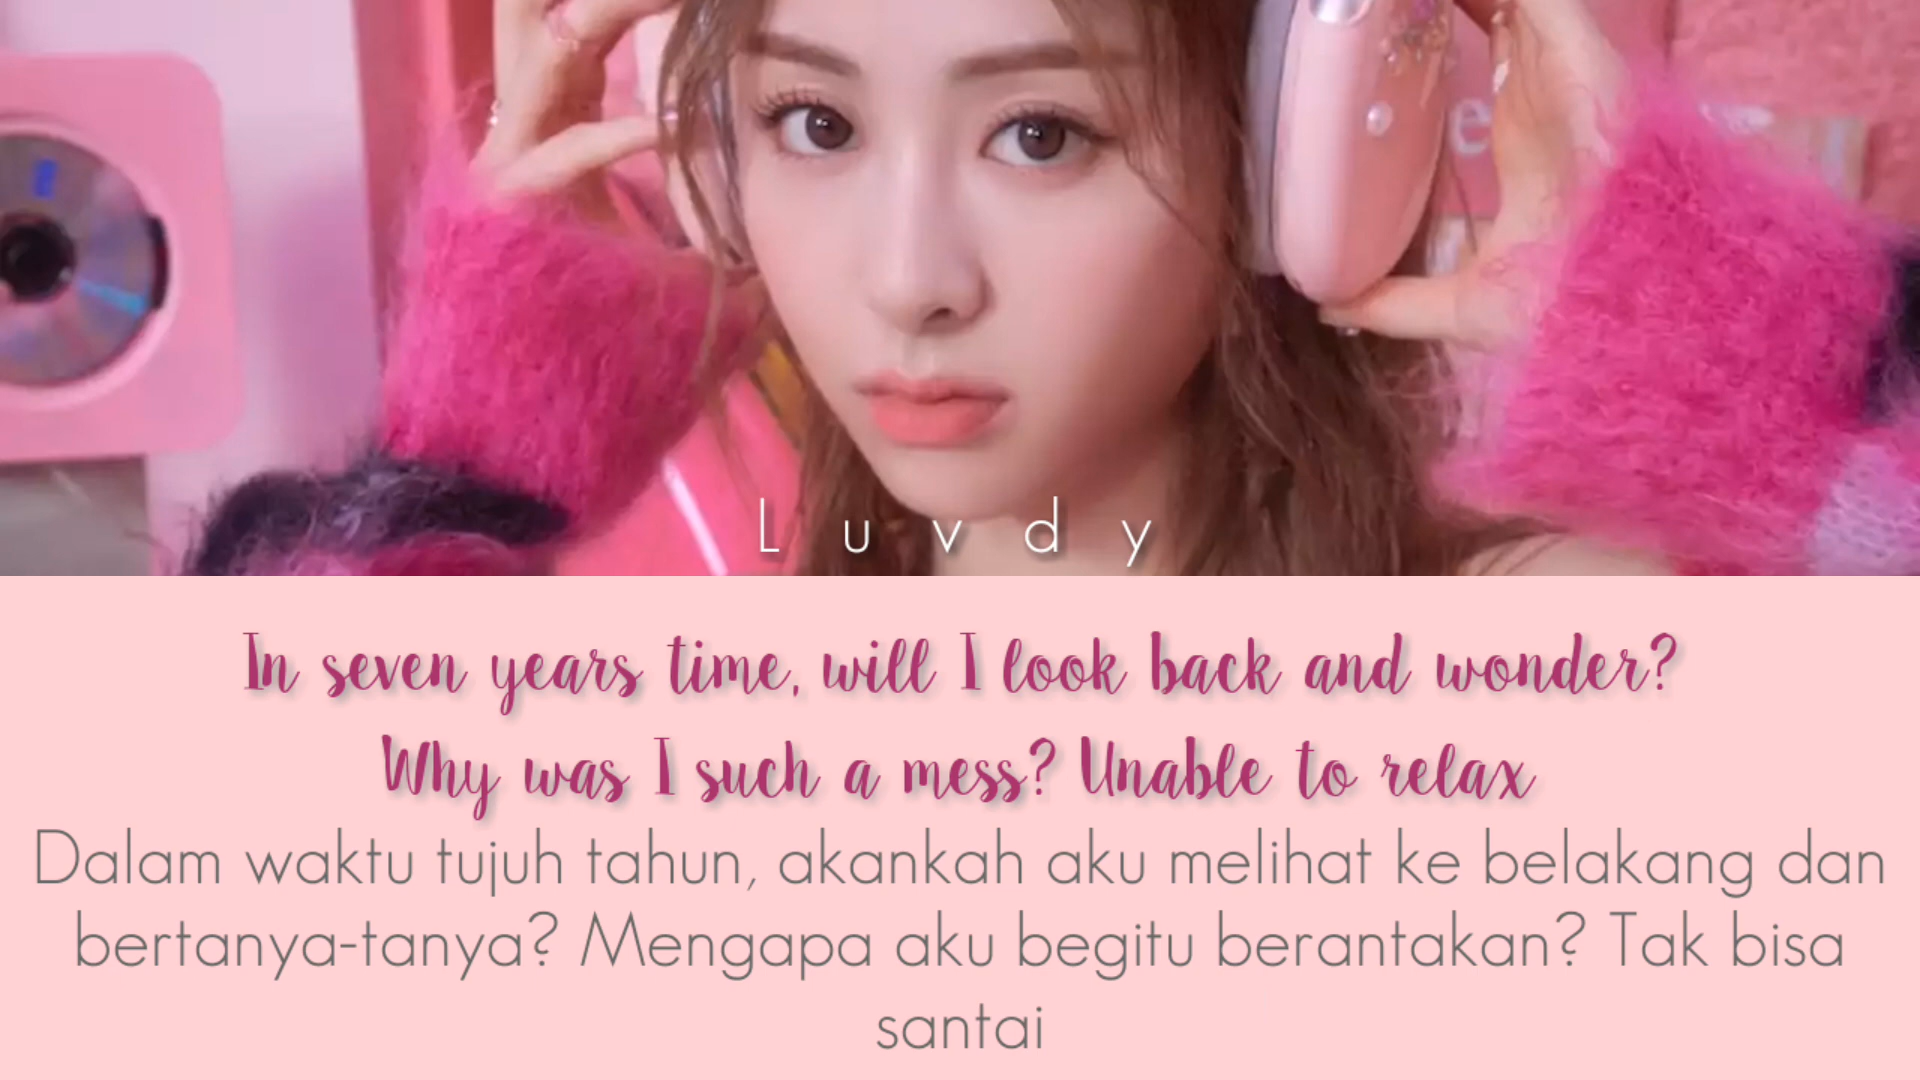 e
L u v d y
In seven years time, will I look back and wonder?
Why was I such a mess? Unable to relax
Dalam waktu tujuh tahun, akankah aku melihat ke belakang dan
bertanya-tanya? Mengapa aku begitu berantakan? Tak bisa
santai